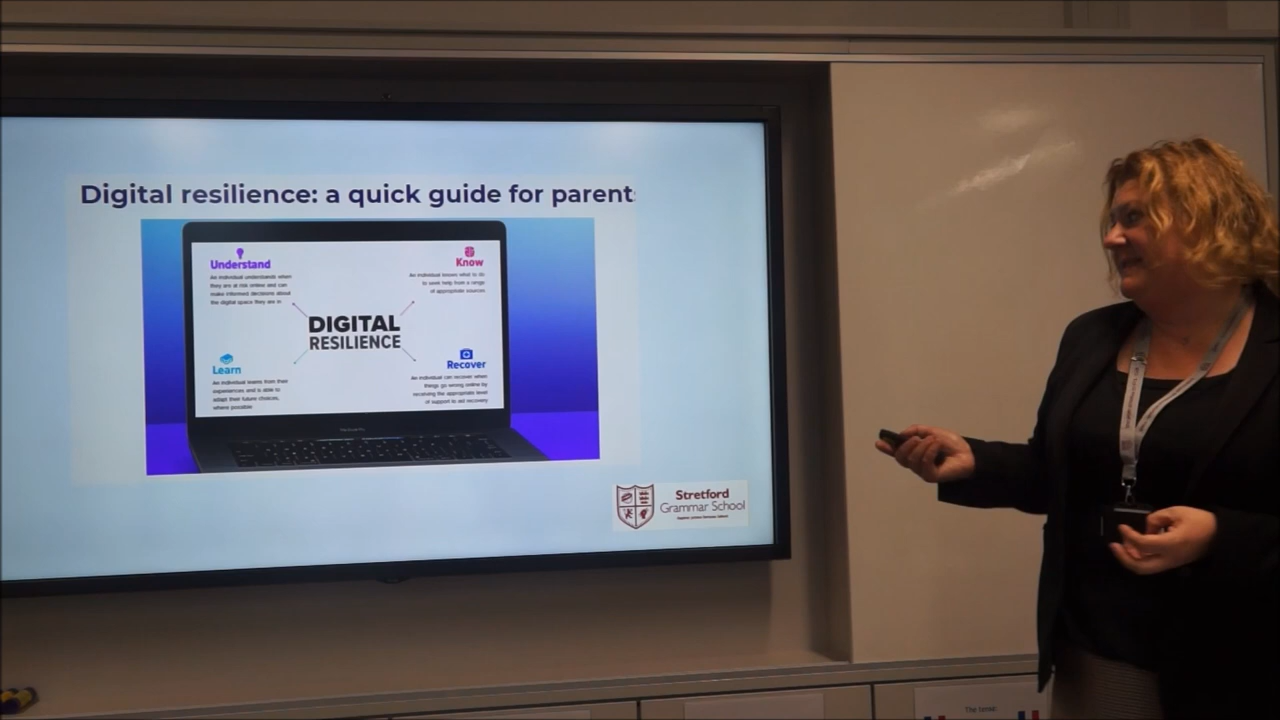 Digital resilience: a quick guide for parents
Understand
An individual understands when
they are at risk online and can
make informed decisions about
the digital space they are in
Know
An individual knows what to do
to seek help from a range
of appropriate sources
DIGITAL
RESILIENCE
Learn
An individual learns from their
experiences and is able to
adapt their future choices,
where possible
Recover
An individual can recover when
things go wrong online by
receiving the appropriate level
of support to aid recovery
Stretford
Grammar School